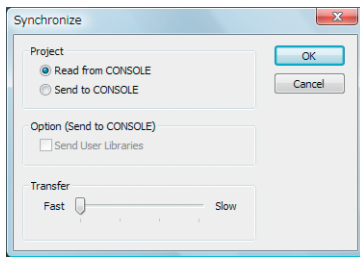 Synchronize
Project
Read from CONSOLE
Send to CONSOLE
OK
Cancel
Option (Send to CONSOLE)
Send User Libraries
Transfer
Fast
Slow